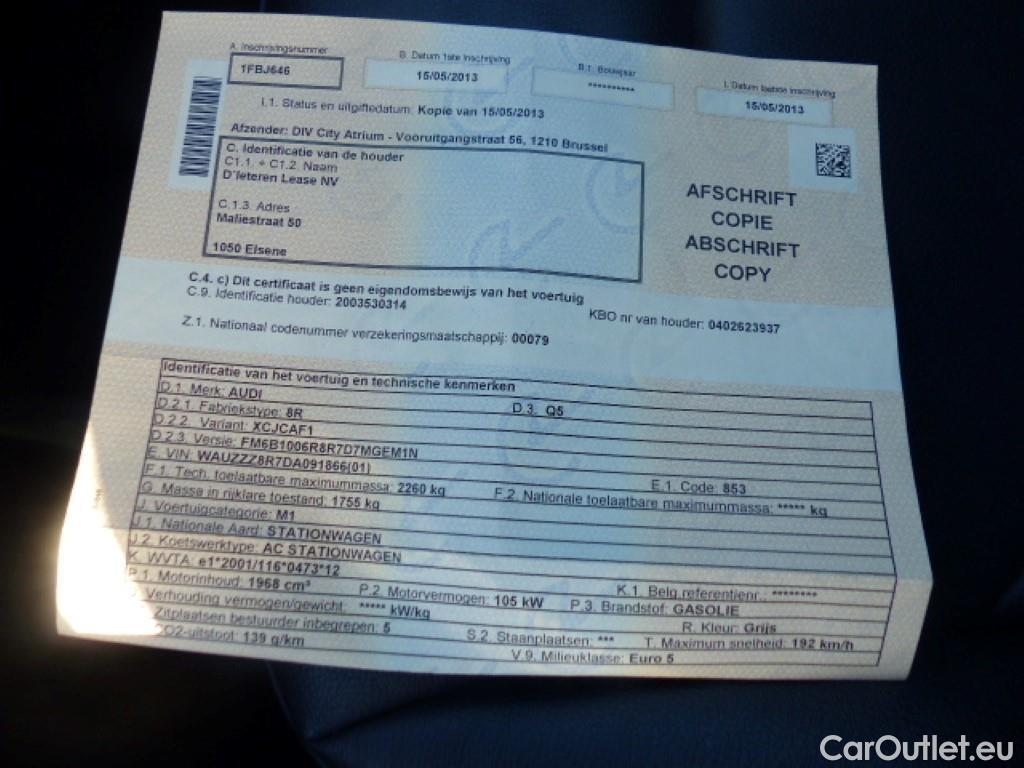 A. Inschrijvingsnummer
1FBJ646
B. Datum 1ste inschrijving
15/05/2013
B.1. Bouwjaar
**********
I. Datum laatste inschrijving
15/05/2013
I.1. Status en uitgiftedatum: Kopie van 15/05/2013
Afzender: DIV City Atrium - Vooruitgangstraat 56, 1210 Brussel
C. Identificatie van de houder
C1.1. + C1.2. Naam
D'Ieteren Lease NV
C.1.3. Adres
Maliestraat 50
1050 Elsene
AFSCHRIFT
COPIE
ABSCHRIFT
COPY
C.4. c) Dit certificaat is geen eigendomsbewijs van het voertuig
C.9. Identificatie houder: 2003530314 KBO nr van houder: 0402623937
Z.1. Nationaal codenummer verzekeringsmaatschappij: 00079
Identificatie van het voertuig en technische kenmerken
D.1. Merk: AUDI D.3. Q5
D.2.1. Fabriekstype: 8R
D.2.2. Variant: XCJCAF1
D.2.3. Versie: FM6B1006R8R7D7MGEM1N
E. VIN: WAUZZZ8R7DA091866(01) E.1. Code: 853
F.1. Tech. toelaatbare maximummassa: 2260 kg F.2. Nationale toelaatbare maximummassa: ***** kg
G. Massa in rijklare toestand: 1755 kg
J. Voertuigcategorie: M1
J.1. Nationale Aard: STATIONWAGEN
J.2. Koetswerktype: AC STATIONWAGEN
K. WVTA: e1*2001/116*0473*12 K.1. Belg.referentienr.: ********
P.1. Motorinhoud: 1968 cm³ P.2. Motorvermogen: 105 kW P.3. Brandstof: GASOLIE
Verhouding vermogen/gewicht: ***** kW/kg R. Kleur: Grijs
Zitplaatsen bestuurder inbegrepen: 5 S.2. Staanplaatsen: *** T. Maximum snelheid: 192 km/h
CO2-uitstoot: 139 g/km V.9. Milieuklasse: Euro 5
CarOutlet.eu